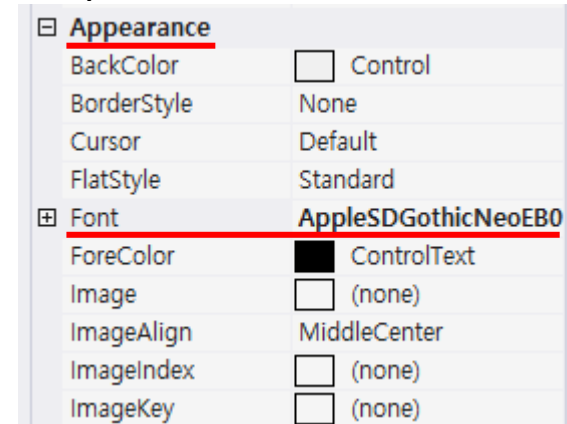 Appearance
BackColor Control
BorderStyle None
Cursor Default
FlatStyle Standard
Font AppleSDGothicNeoEB0
ForeColor ControlText
Image (none)
ImageAlign MiddleCenter
ImageIndex (none)
ImageKey (none)